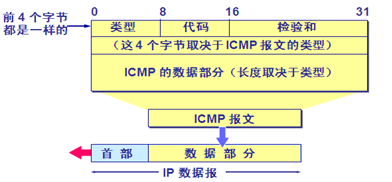 0 8 16 31
前 4 个字节
都是一样的
类型 代码 检验和
（这 4 个字节取决于 ICMP 报文的类型）
ICMP 的数据部分（长度取决于类型）
ICMP 报文
首 部 数 据 部 分
IP 数据报